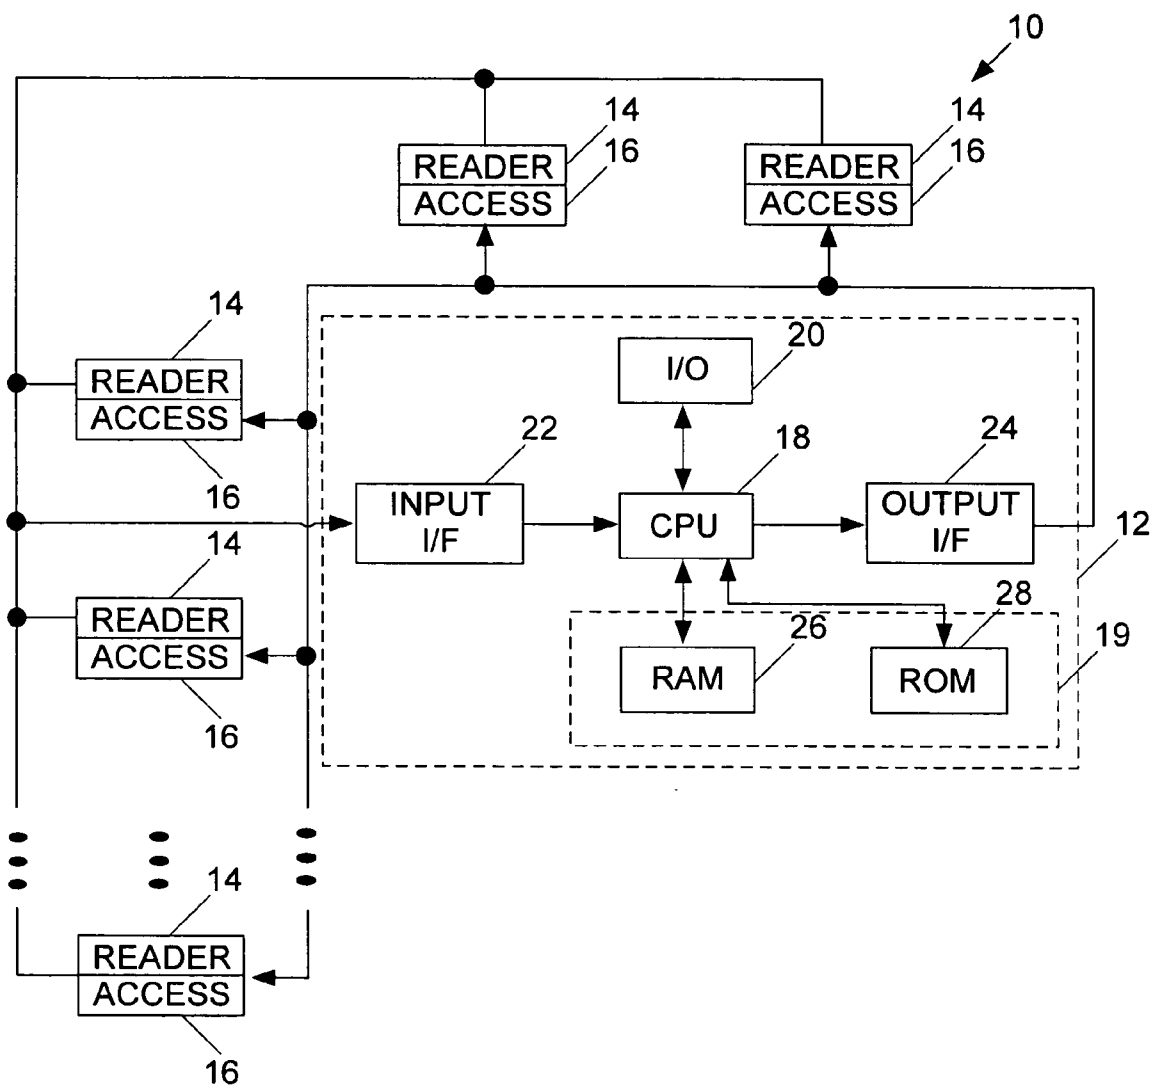 10
14
READER
16
ACCESS
14
READER
16
ACCESS
14
READER
ACCESS
16
20
I/O
22
INPUT
I/F
18
CPU
24
OUTPUT
I/F
12
14
READER
ACCESS
16
26
RAM
28
ROM
19
14
READER
ACCESS
16